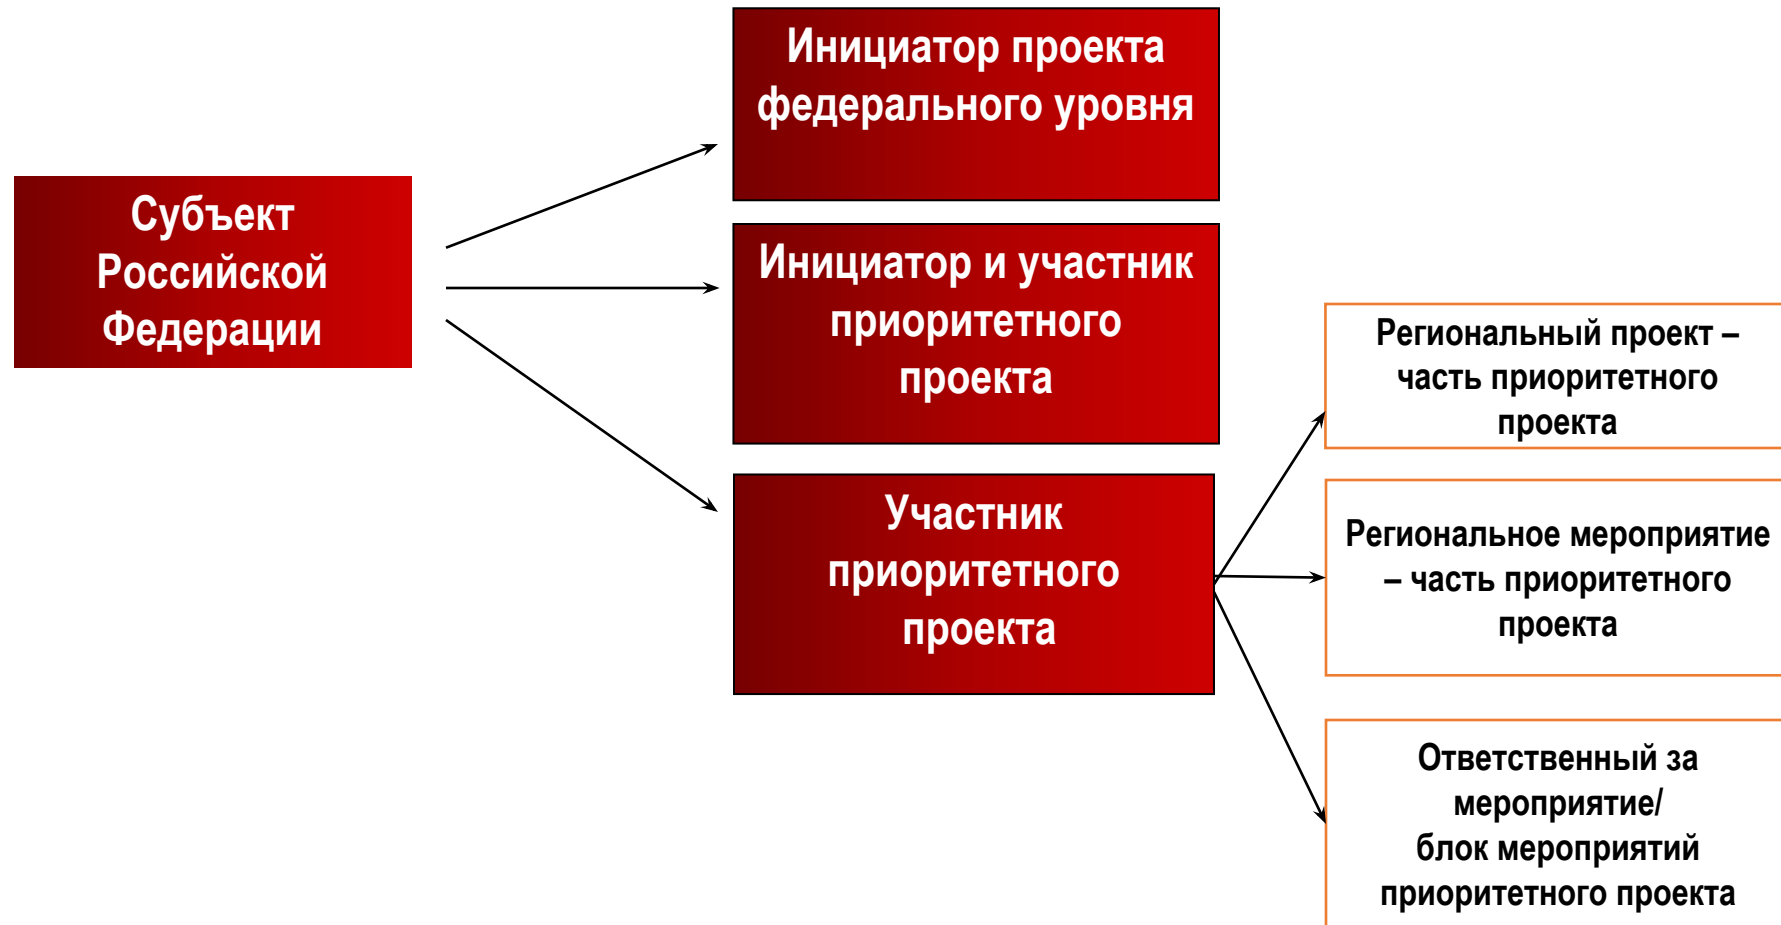 Инициатор проекта
федерального уровня
Субъект
Российской
Федерации
Инициатор и участник
приоритетного
проекта
Региональный проект –
часть приоритетного
проекта
Участник
приоритетного
проекта
Региональное мероприятие
– часть приоритетного
проекта
Ответственный за
мероприятие/
блок мероприятий
приоритетного проекта